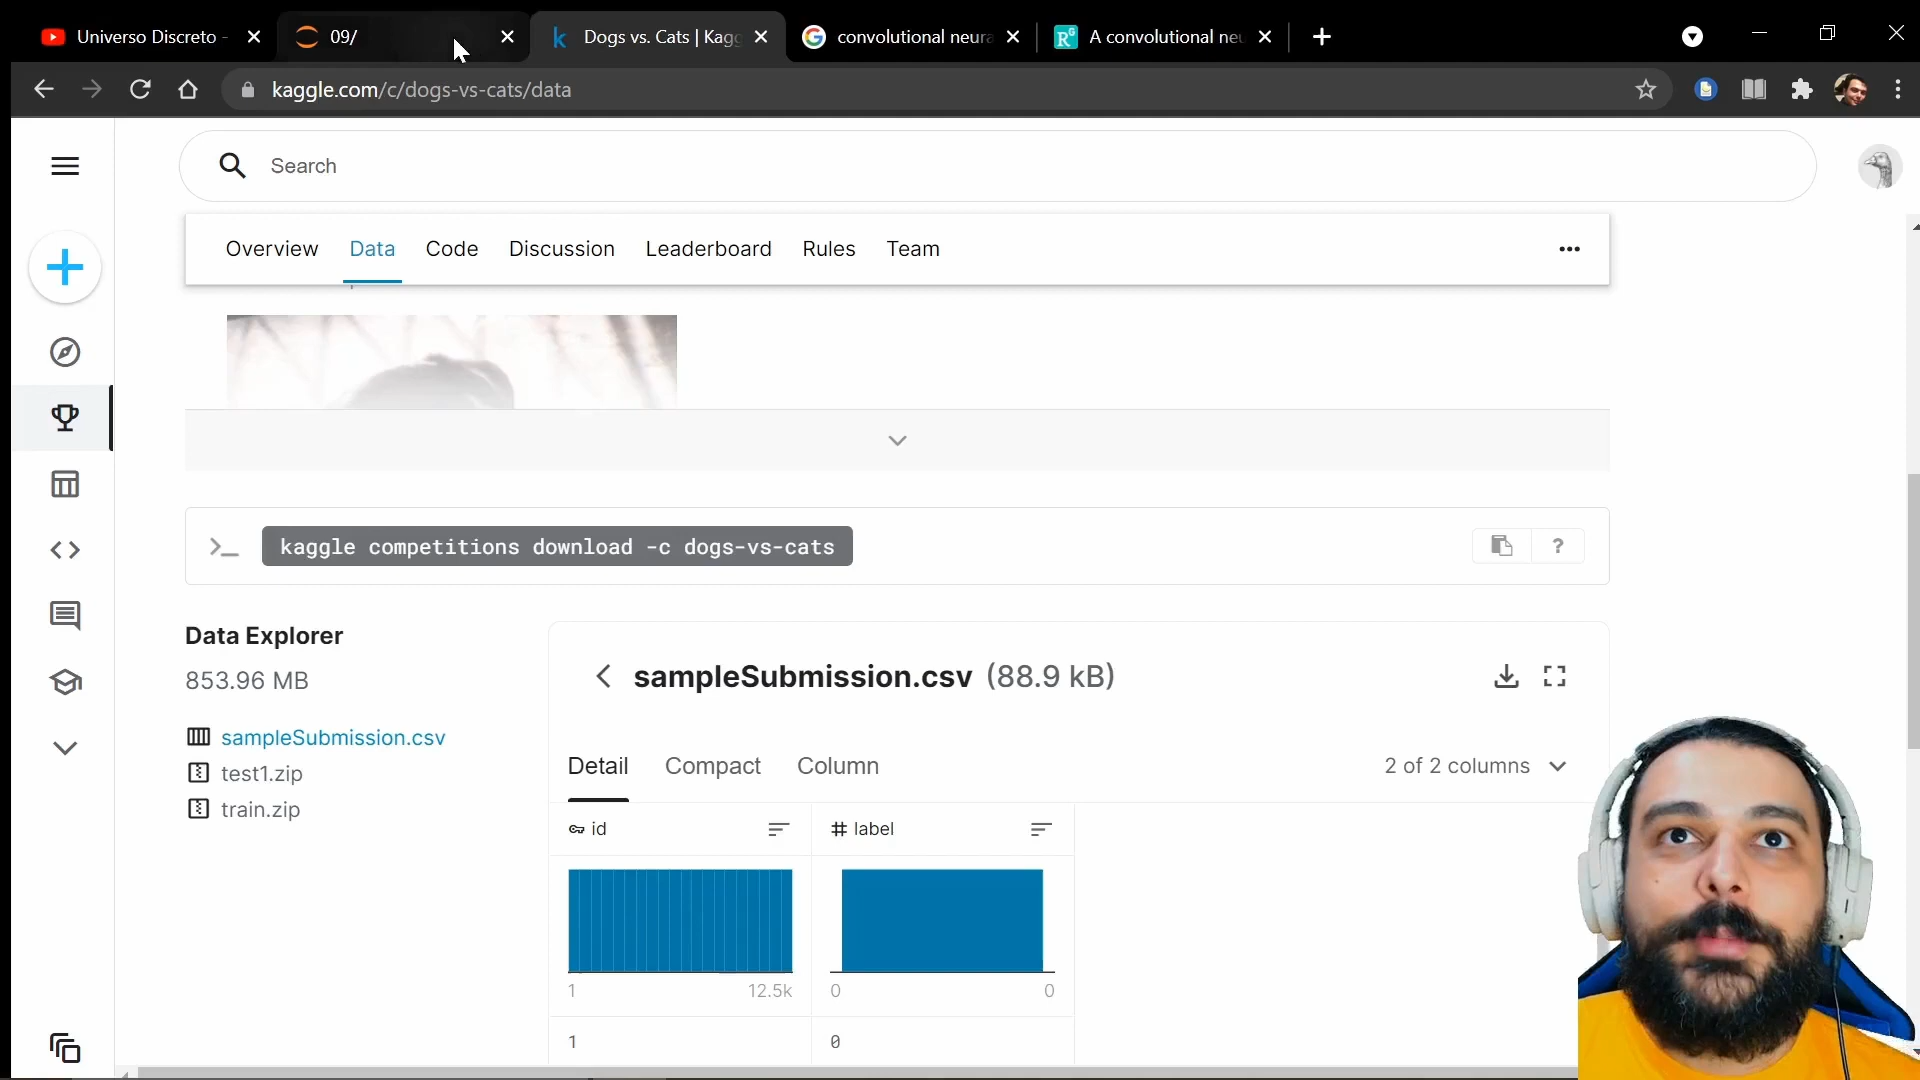 Universo Discreto -
09/
Dogs vs. Cats | Kagg
convolutional neura
A convolutional neu
kaggle.com/c/dogs-vs-cats/data
Search
Overview Data Code Discussion Leaderboard Rules Team
kaggle competitions download -c dogs-vs-cats
?
Data Explorer
853.96 MB
sampleSubmission.csv
test1.zip
train.zip
sampleSubmission.csv (88.9 kB)
Detail Compact Column
2 of 2 columns
id
# label
1 12.5k
0 0
1 0